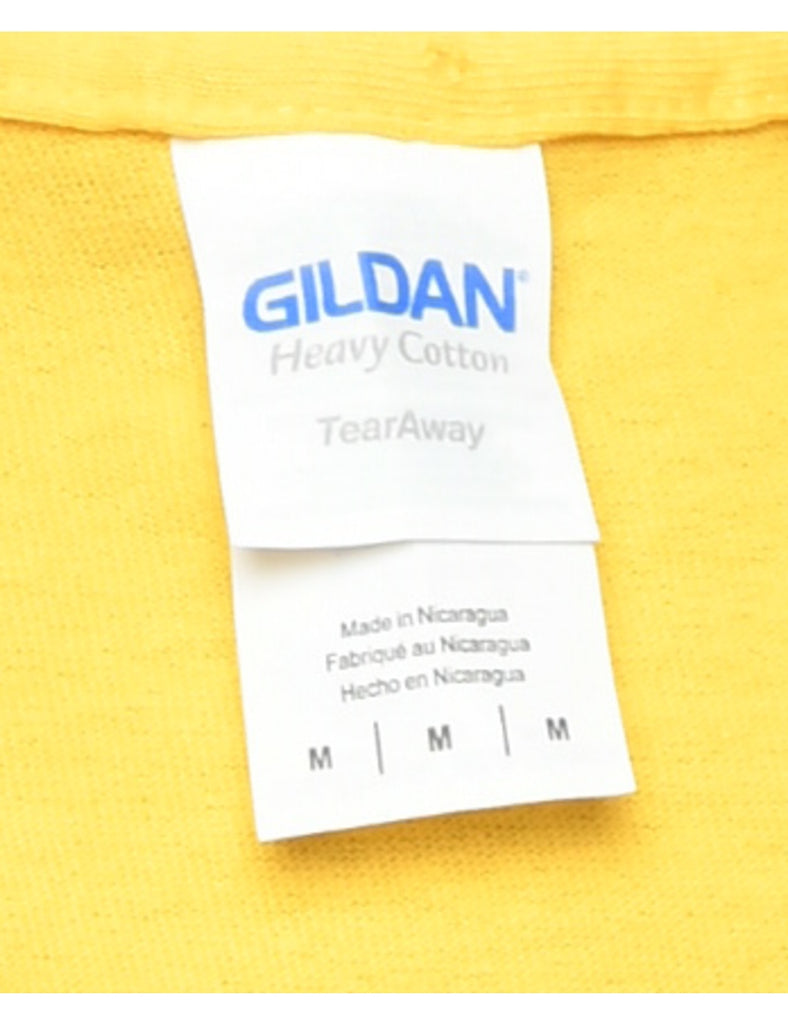 GILDAN®
Heavy Cotton
TearAway
Made in Nicaragua
Fabriqué au Nicaragua
Hecho en Nicaragua
M | M | M